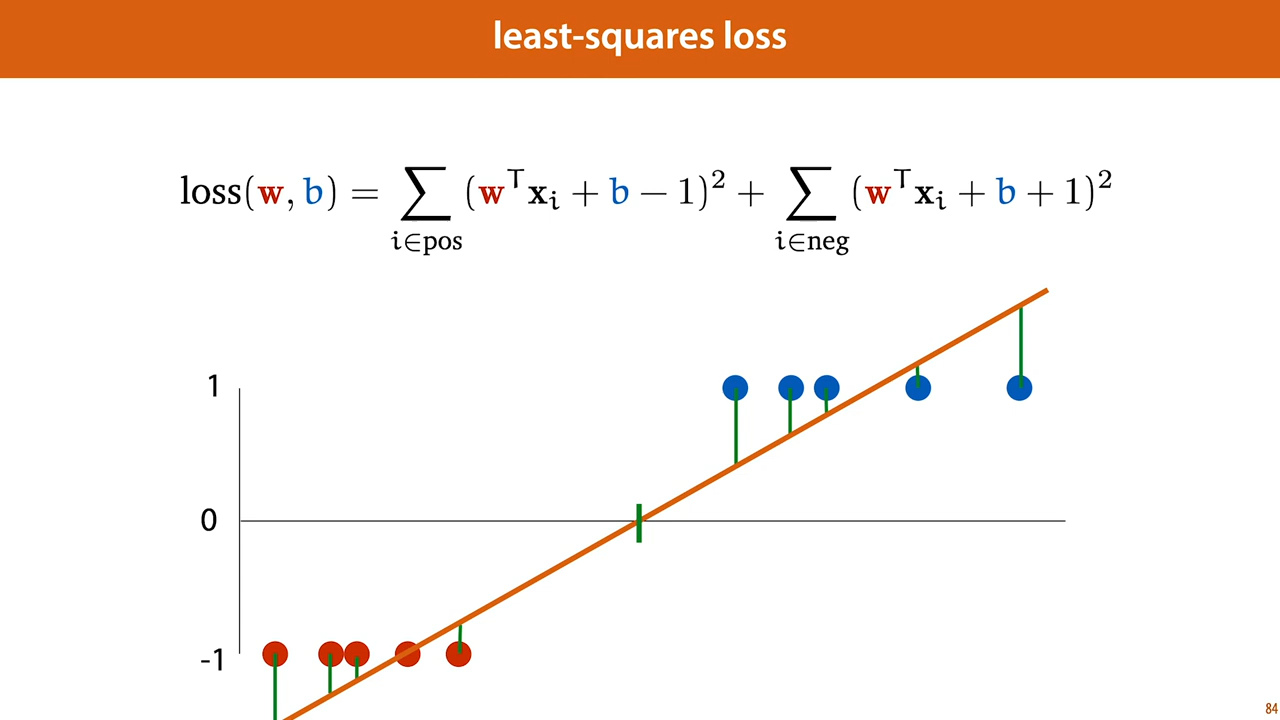 least-squares loss
loss(w, b) = ∑ (wᵀxᵢ + b − 1)² + ∑ (wᵀxᵢ + b + 1)²
i∈pos i∈neg
1
0
-1
84